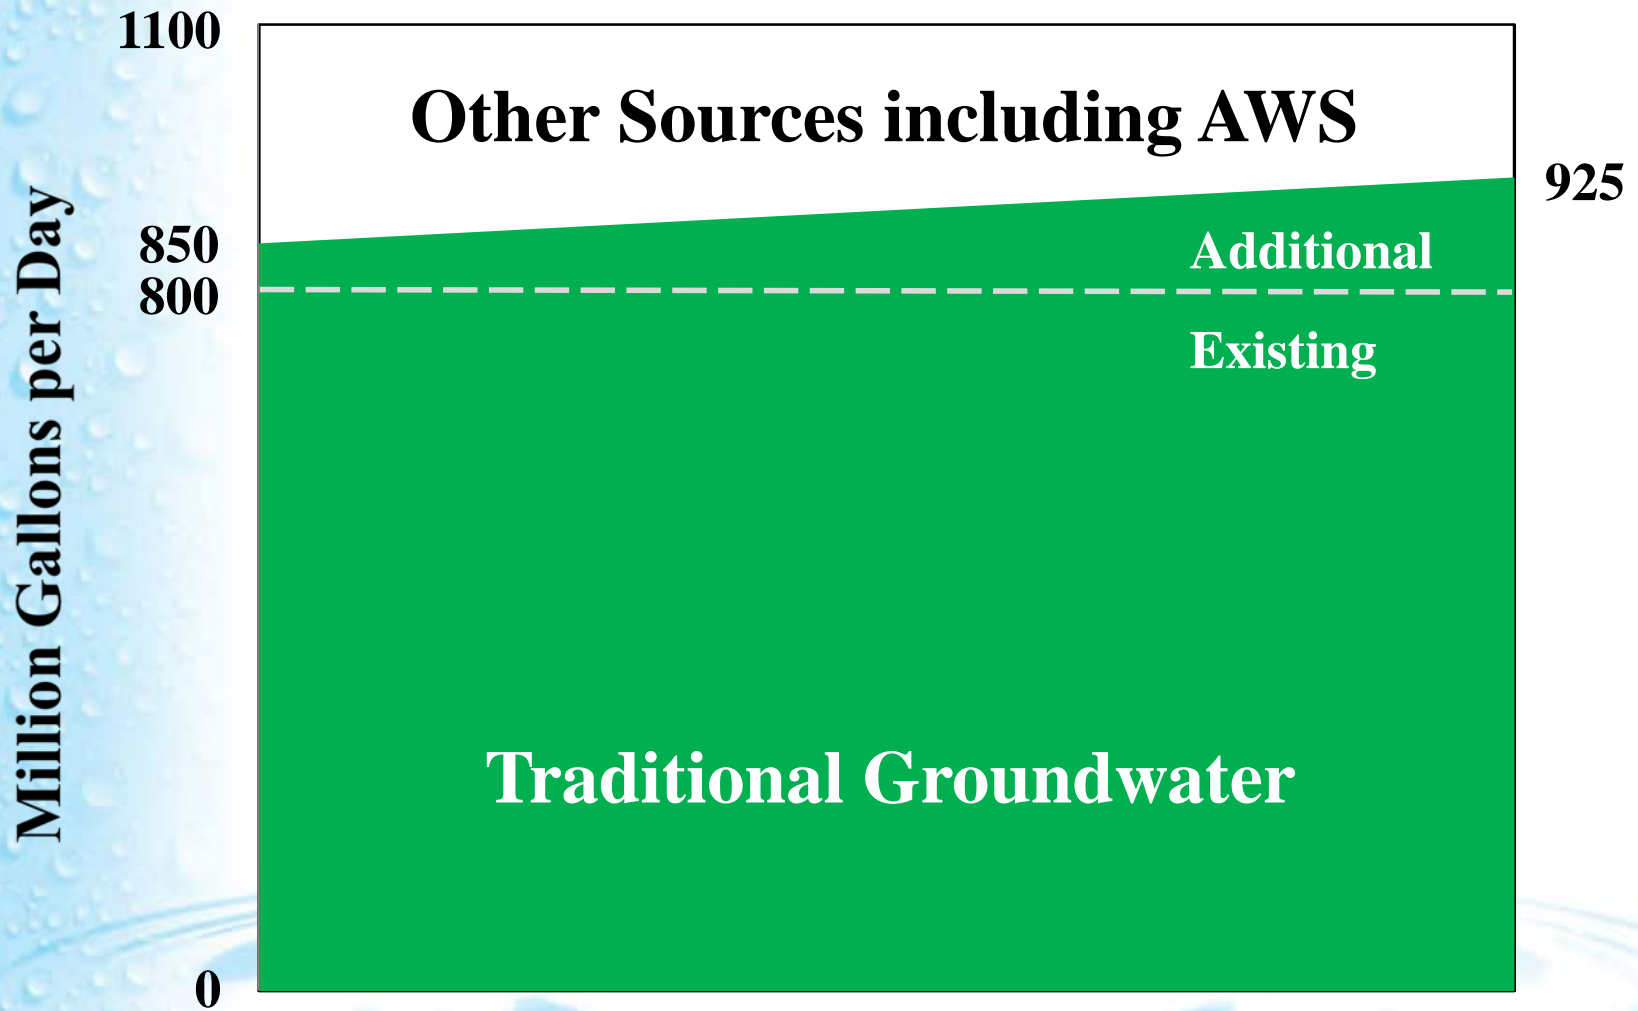 1100
Other Sources including AWS
925
850
Additional
800
Existing
Million Gallons per Day
Traditional Groundwater
0